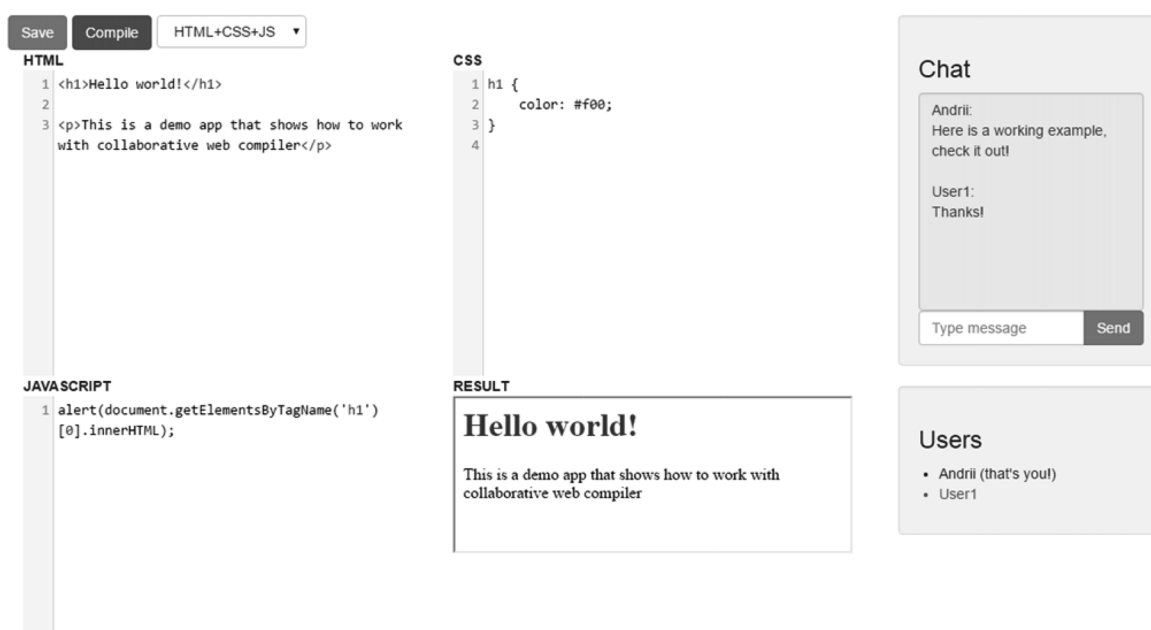 Save Compile HTML+CSS+JS
HTML
1 <h1>Hello world!</h1>
2
3 <p>This is a demo app that shows how to work
with collaborative web compiler</p>
CSS
1 h1 {
2     color: #f00;
3 }
4
JAVASCRIPT
1 alert(document.getElementsByTagName('h1')
[0].innerHTML);
RESULT
Hello world!
This is a demo app that shows how to work with
collaborative web compiler
Chat
Andrii:
Here is a working example,
check it out!
User1:
Thanks!
Type message Send
Users
• Andrii (that's you!)
• User1